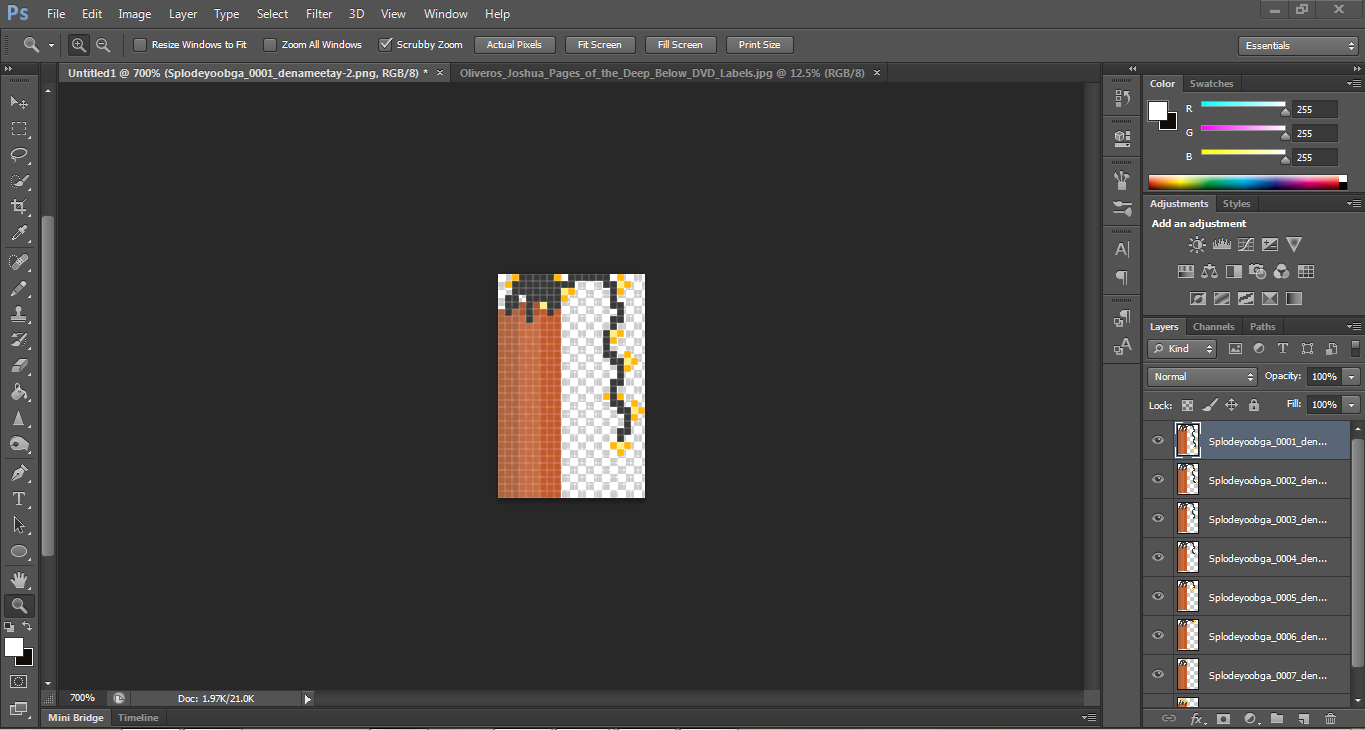 Ps File Edit Image Layer Type Select Filter 3D View Window Help
Resize Windows to Fit Zoom All Windows Scrubby Zoom Actual Pixels Fit Screen Fill Screen Print Size Essentials
Untitled1 @ 700% (Splodeyoobga_0001_denameetay-2.png, RGB/8) * × Oliveros_Joshua_Pages_of_the_Deep_Below_DVD_Labels.jpg @ 12.5% (RGB/8) ×
Color Swatches
R 255
G 255
B 255
Adjustments Styles
Add an adjustment
Layers Channels Paths
Kind
Normal Opacity: 100%
Lock: Fill: 100%
Splodeyoobga_0001_den...
Splodeyoobga_0002_den...
Splodeyoobga_0003_den...
Splodeyoobga_0004_den...
Splodeyoobga_0005_den...
Splodeyoobga_0006_den...
Splodeyoobga_0007_den...
700% Doc: 1.97K/21.0K
Mini Bridge Timeline